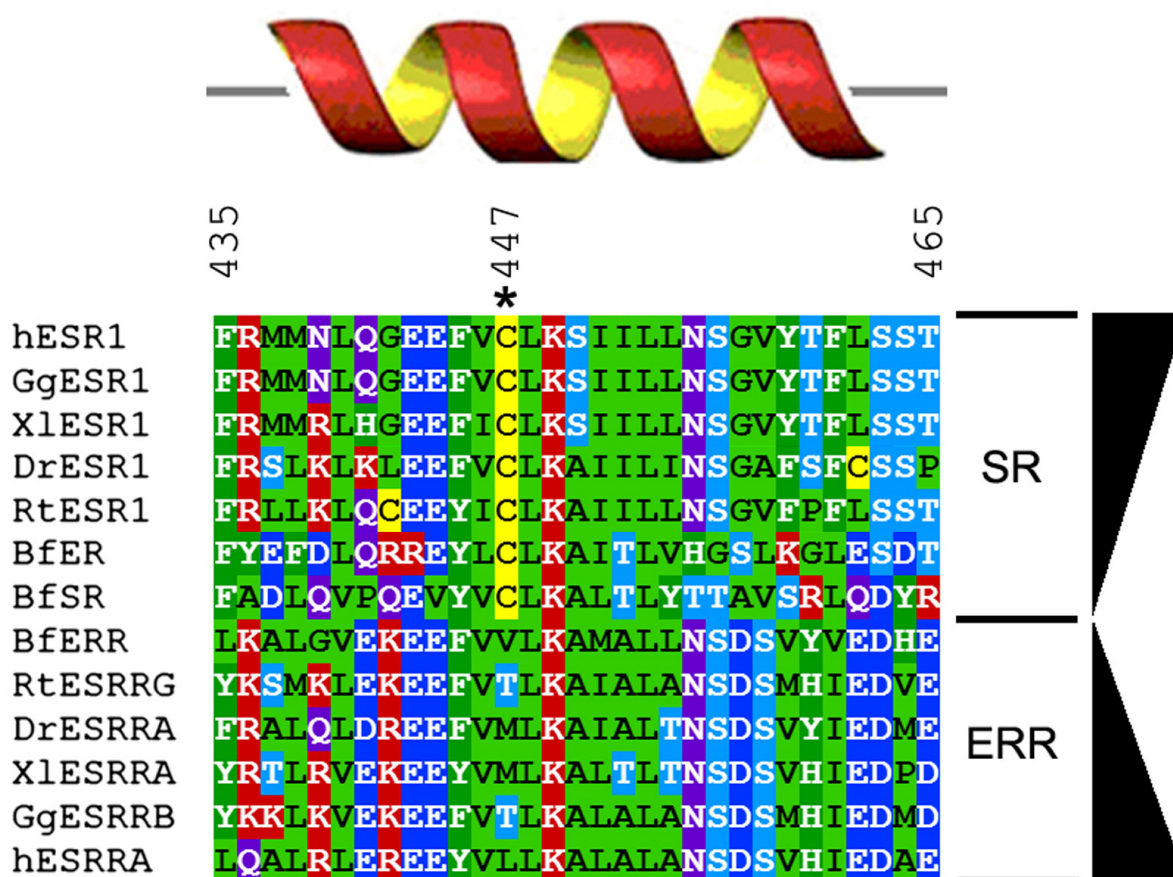 435 447 465
*
hESR1 FRMMNLQGEEFVCLKSIILLNSGVYTFLSST
GgESR1 FRMMNLQGEEFVCLKSIILLNSGVYTFLSST
XlESR1 FRMMRLHGEEFICLKSIILLNSGVYTFLSST
DrESR1 FRSLKLKLEEFVCLKAIILINSGAFSFCSSP
SR
RtESR1 FRLLKLQCEEYICLKAIILLNSGVFPFLSST
BfER FYEFDLQRREYLCLKAITLVHGSLKGLESDT
BfSR FADLQVPQEVYVCLKALTLYTTAVSRLQDYR
BfERR LKALGVEKEEFVVLKAMALLNSDSVYVEDHE
RtESRRG YKSMKLEKEEFVTLKAIALANSDSMHIEDVE
DrESRRA FRALQLDREEFVMLKAIALTNSDSVYIEDME
ERR
XlESRRA YRTLRVEKEEYVMLKALTLTNSDSVHIEDPD
GgESRRB YKKLKVEKEEFVTLKALALANSDSMHIEDMD
hESRRA LQALRLEREEYVLLKALALANSDSVHIEDAE